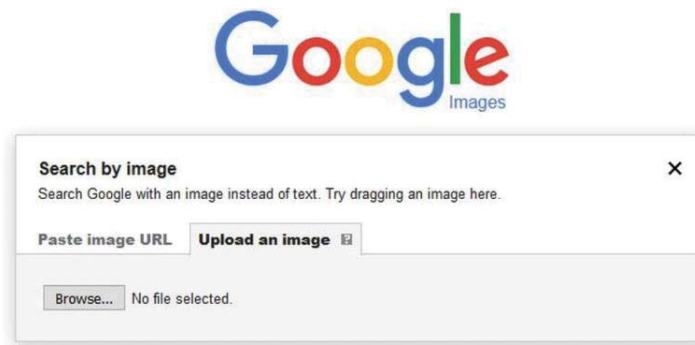 Google
Images
Search by image
Search Google with an image instead of text. Try dragging an image here.
Paste image URL Upload an image ?
Browse... No file selected.